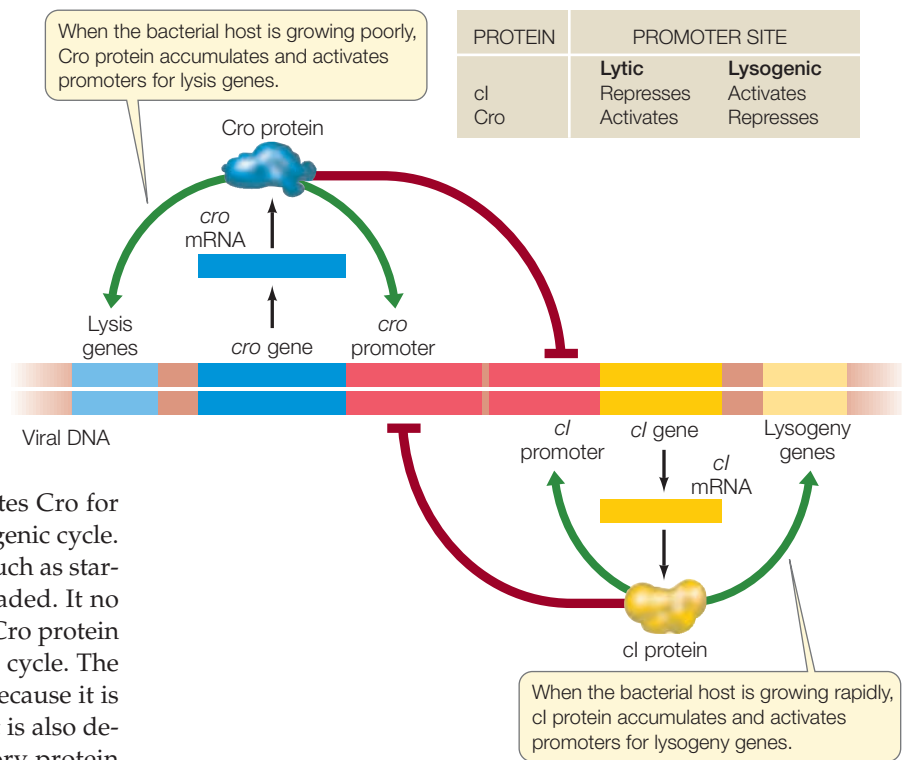 When the bacterial host is growing poorly,
Cro protein accumulates and activates
promoters for lysis genes.
PROTEIN PROMOTER SITE
Lytic Lysogenic
cI Represses Activates
Cro Activates Represses
Cro protein
cro
mRNA
Lysis
genes
cro gene
cro
promoter
Viral DNA
cI
promoter
cI gene
Lysogeny
genes
cI
mRNA
cI protein
When the bacterial host is growing rapidly,
cI protein accumulates and activates
promoters for lysogeny genes.
tes Cro for
genic cycle.
uch as star-
aded. It no
Cro protein
cycle. The
ecause it is
is also de-
ory protein